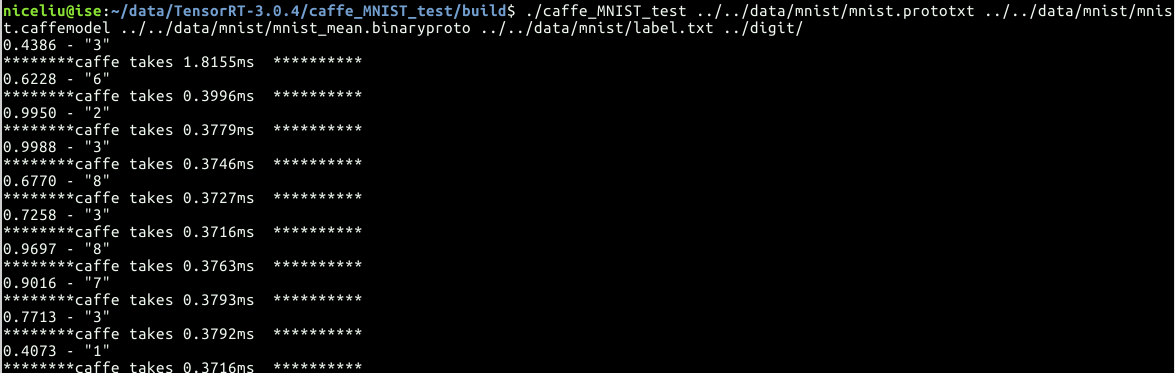 niceliu@ise:~/data/TensorRT-3.0.4/caffe_MNIST_test/build$ ./caffe_MNIST_test ../../data/mnist/mnist.prototxt ../../data/mnist/mnis
t.caffemodel ../../data/mnist/mnist_mean.binaryproto ../../data/mnist/label.txt ../digit/
0.4386 - "3"
********caffe takes 1.8155ms  **********
0.6228 - "6"
********caffe takes 0.3996ms  **********
0.9950 - "2"
********caffe takes 0.3779ms  **********
0.9988 - "3"
********caffe takes 0.3746ms  **********
0.6770 - "8"
********caffe takes 0.3727ms  **********
0.7258 - "3"
********caffe takes 0.3716ms  **********
0.9697 - "8"
********caffe takes 0.3763ms  **********
0.9016 - "7"
********caffe takes 0.3793ms  **********
0.7713 - "3"
********caffe takes 0.3792ms  **********
0.4073 - "1"
********caffe takes 0.3716ms  **********